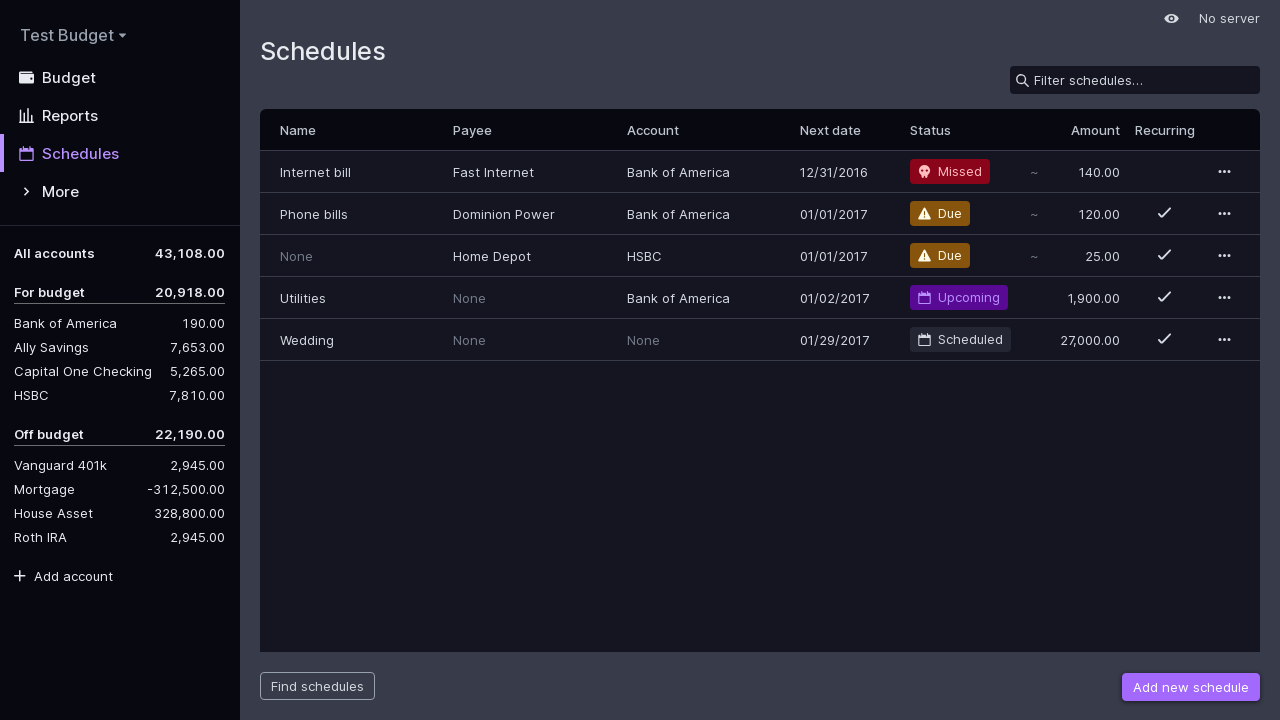 No server
Test Budget
Budget
Reports
Schedules
More
All accounts 43,108.00
For budget 20,918.00
Bank of America 190.00
Ally Savings 7,653.00
Capital One Checking 5,265.00
HSBC 7,810.00
Off budget 22,190.00
Vanguard 401k 2,945.00
Mortgage -312,500.00
House Asset 328,800.00
Roth IRA 2,945.00
Add account
Schedules
Filter schedules...
Name Payee Account Next date Status Amount Recurring
Internet bill Fast Internet Bank of America 12/31/2016 Missed ~ 140.00
Phone bills Dominion Power Bank of America 01/01/2017 Due ~ 120.00
None Home Depot HSBC 01/01/2017 Due ~ 25.00
Utilities None Bank of America 01/02/2017 Upcoming 1,900.00
Wedding None None 01/29/2017 Scheduled 27,000.00
Find schedules
Add new schedule